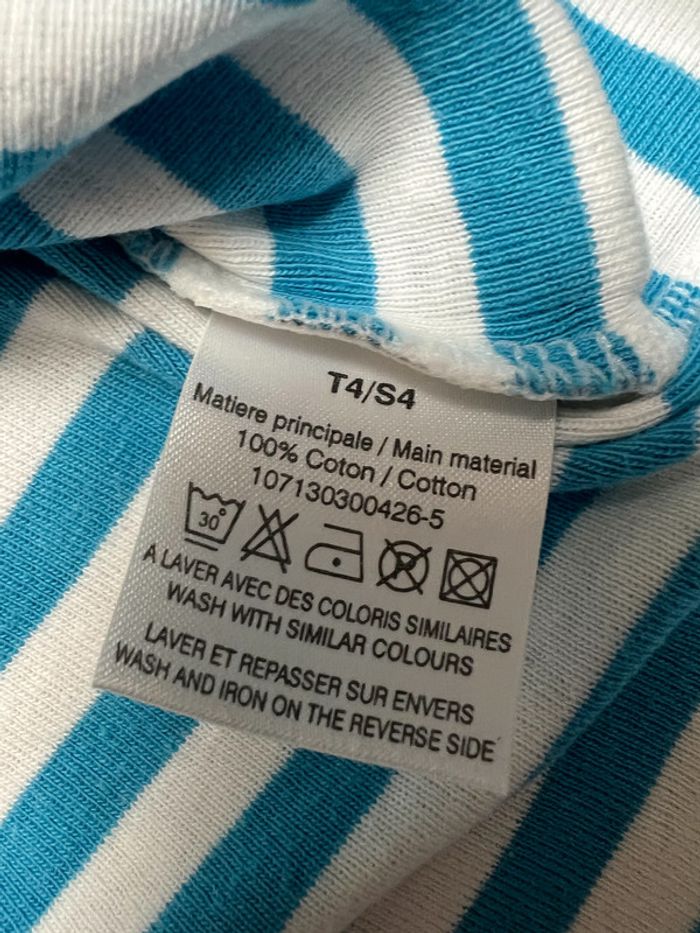 T4/S4
Matiere principale / Main material
100% Coton / Cotton
107130300426-5
30°
P
A LAVER AVEC DES COLORIS SIMILAIRES
WASH WITH SIMILAR COLOURS
LAVER ET REPASSER SUR ENVERS
WASH AND IRON ON THE REVERSE SIDE